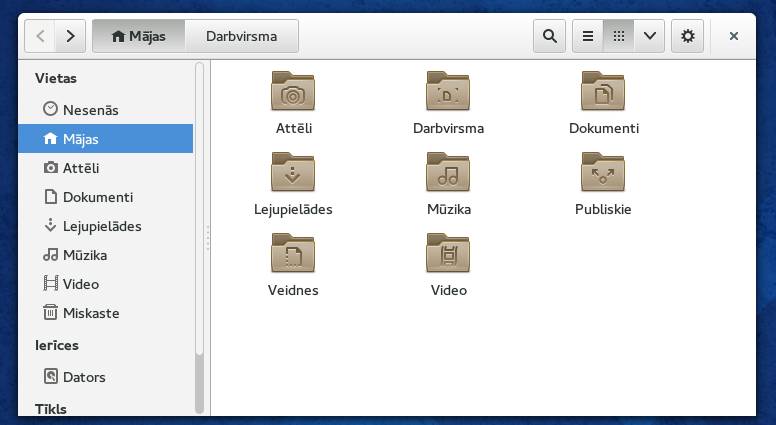 Mājas Darbvirsma
Vietas
Nesenās
Mājas
Attēli
Dokumenti
Lejupielādes
Mūzika
Video
Miskaste
Ierīces
Dators
Tīkls
Attēli Darbvirsma Dokumenti
Lejupielādes Mūzika Publiskie
Veidnes Video